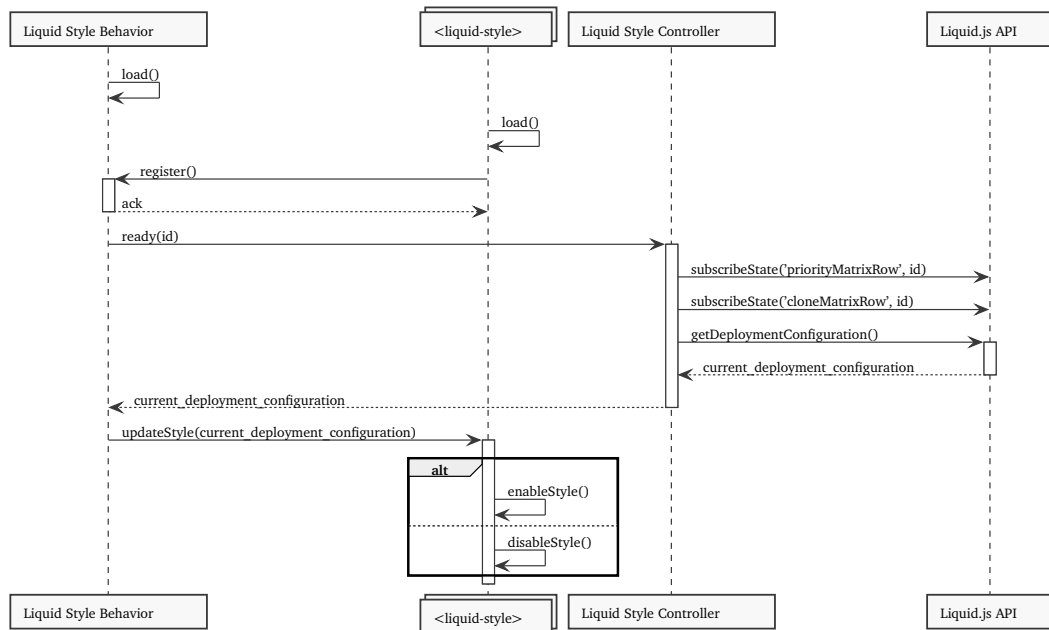 Liquid Style Behavior
<liquid-style>
Liquid Style Controller
Liquid.js API
load()
load()
register()
ack
ready(id)
subscribeState('priorityMatrixRow', id)
subscribeState('cloneMatrixRow', id)
getDeploymentConfiguration()
current_deployment_configuration
current_deployment_configuration
updateStyle(current_deployment_configuration)
alt
enableStyle()
disableStyle()
Liquid Style Behavior
<liquid-style>
Liquid Style Controller
Liquid.js API